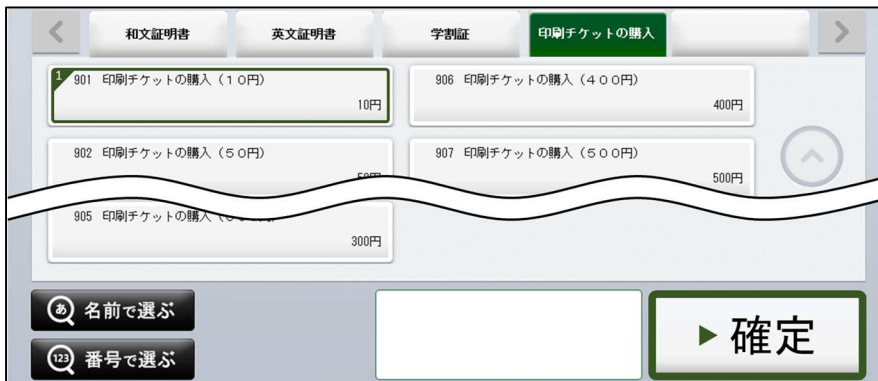 和文証明書 英文証明書 学割証 印刷チケットの購入
1 901 印刷チケットの購入（１０円） 906 印刷チケットの購入（４００円）
10円 400円
902 印刷チケットの購入（５０円） 907 印刷チケットの購入（５００円）
500円
905 印刷チケットの購入
300円
あ 名前で選ぶ
123 番号で選ぶ
確定